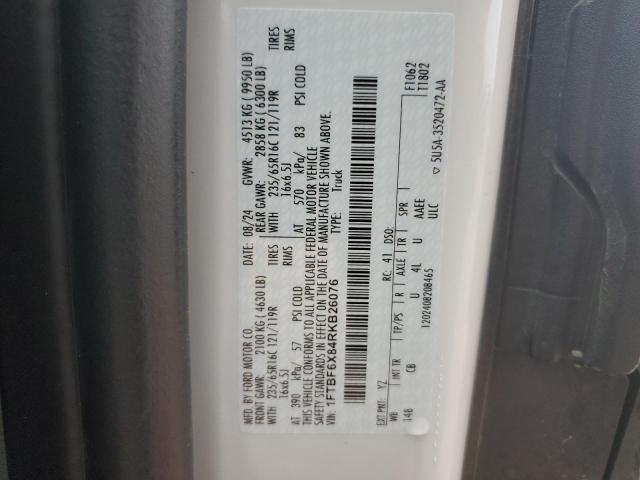 MFD. BY FORD MOTOR CO.
DATE: 08/24 GVWR: 4513 KG ( 9950 LB)
FRONT GAWR: 2100 KG ( 4630 LB) REAR GAWR: 2858 KG ( 6300 LB)
WITH 235/65R16C 121/119R TIRES WITH 235/65R16C 121/119R TIRES
16x6.5J RIMS 16x6.5J RIMS
AT 390 kPa/ 57 PSI COLD AT 570 kPa/ 83 PSI COLD
THIS VEHICLE CONFORMS TO ALL APPLICABLE FEDERAL MOTOR VEHICLE
SAFETY STANDARDS IN EFFECT ON THE DATE OF MANUFACTURE SHOWN ABOVE.
VIN: 1FTBF6X84RKB26076 Truck
F1062
T1802
EXT PNT: YZ RC: 41 DSO:
WB INT TR TP/PS R AXLE TR SPR
148 CB U 4L U AAEE
ULC
1202408208465
5U5A-3520472-AA